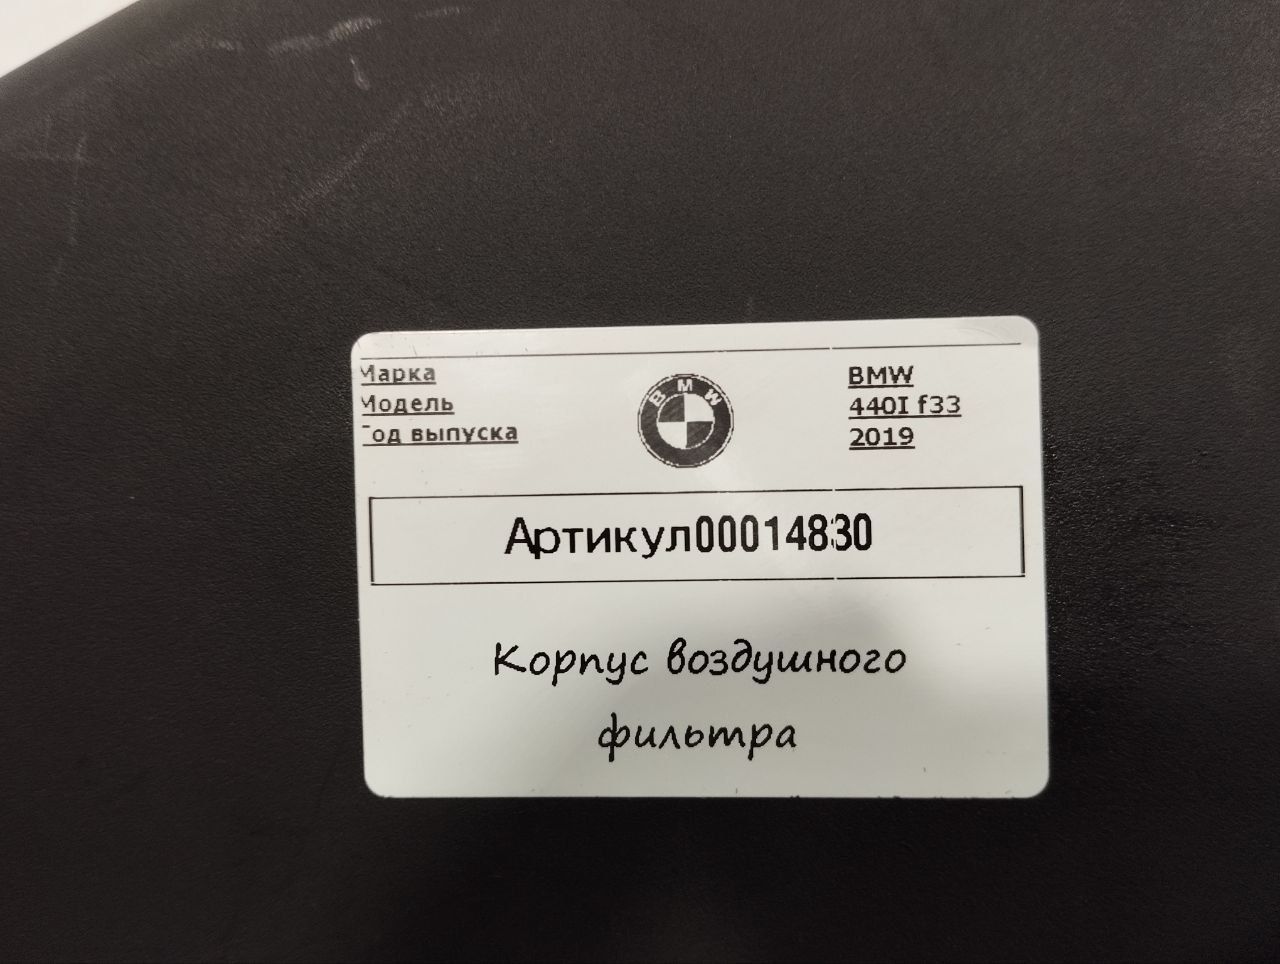 Марка BMW
Модель 440I f33
Год выпуска 2019
BMW
Артикул00014830
Корпус воздушного
фильтра